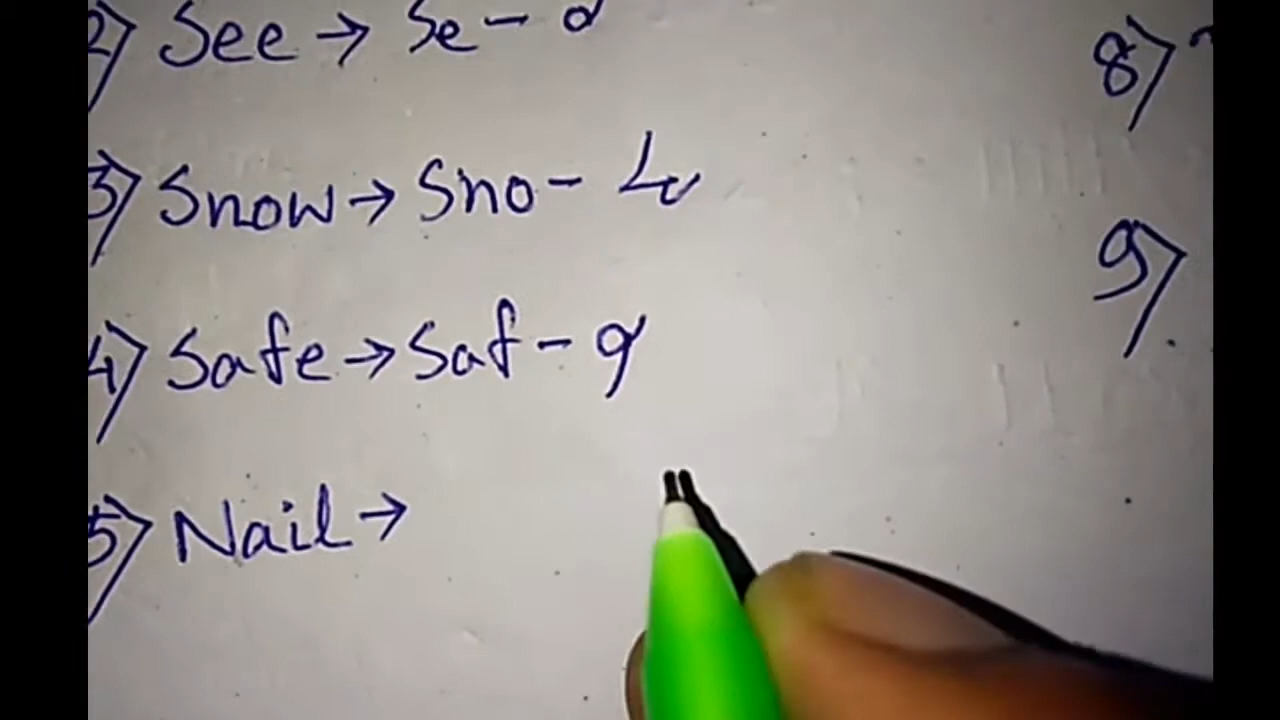 2) See → Se -
3) Snow → Sno -
4) Safe → Saf -
5) Nail →
8)
9)